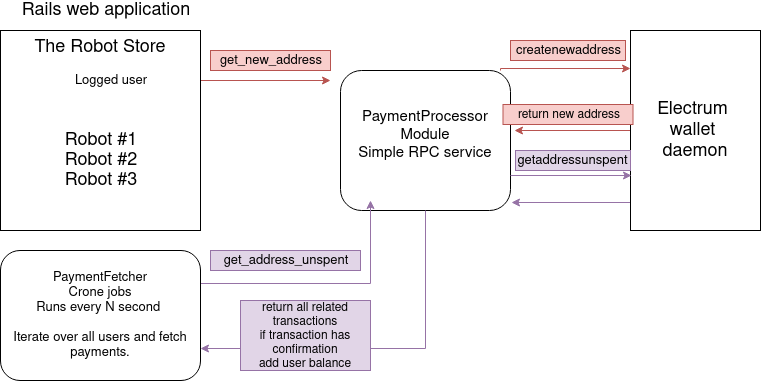 Rails web application
The Robot Store
Logged user
Robot #1
Robot #2
Robot #3
get_new_address
PaymentProcessor
Module
Simple RPC service
createnewaddress
return new address
getaddressunspent
Electrum
wallet
daemon
PaymentFetcher
Crone jobs
Runs every N second
Iterate over all users and fetch
payments.
get_address_unspent
return all related
transactions
if transaction has
confirmation
add user balance